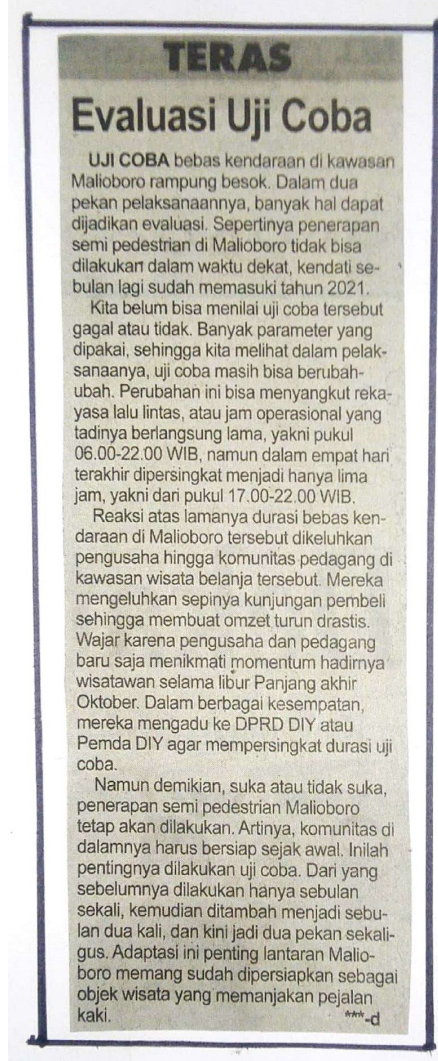 TERAS
Evaluasi Uji Coba
UJI COBA bebas kendaraan di kawasan
Malioboro rampung besok. Dalam dua
pekan pelaksanaannya, banyak hal dapat
dijadikan evaluasi. Sepertinya penerapan
semi pedestrian di Malioboro tidak bisa
dilakukan dalam waktu dekat, kendati se-
bulan lagi sudah memasuki tahun 2021.
Kita belum bisa menilai uji coba tersebut
gagal atau tidak. Banyak parameter yang
dipakai, sehingga kita melihat dalam pelak-
sanaanya, uji coba masih bisa berubah-
ubah. Perubahan ini bisa menyangkut reka-
yasa lalu lintas, atau jam operasional yang
tadinya berlangsung lama, yakni pukul
06.00-22.00 WIB, namun dalam empat hari
terakhir dipersingkat menjadi hanya lima
jam, yakni dari pukul 17.00-22.00 WIB.
Reaksi atas lamanya durasi bebas ken-
daraan di Malioboro tersebut dikeluhkan
pengusaha hingga komunitas pedagang di
kawasan wisata belanja tersebut. Mereka
mengeluhkan sepinya kunjungan pembeli
sehingga membuat omzet turun drastis.
Wajar karena pengusaha dan pedagang
baru saja menikmati momentum hadirnya
wisatawan selama libur Panjang akhir
Oktober. Dalam berbagai kesempatan,
mereka mengadu ke DPRD DIY atau
Pemda DIY agar mempersingkat durasi uji
coba.
Namun demikian, suka atau tidak suka,
penerapan semi pedestrian Malioboro
tetap akan dilakukan. Artinya, komunitas di
dalamnya harus bersiap sejak awal. Inilah
pentingnya dilakukan uji coba. Dari yang
sebelumnya dilakukan hanya sebulan
sekali, kemudian ditambah menjadi sebu-
lan dua kali, dan kini jadi dua pekan sekali-
gus. Adaptasi ini penting lantaran Malio-
boro memang sudah dipersiapkan sebagai
objek wisata yang memanjakan pejalan
kaki. ***-d